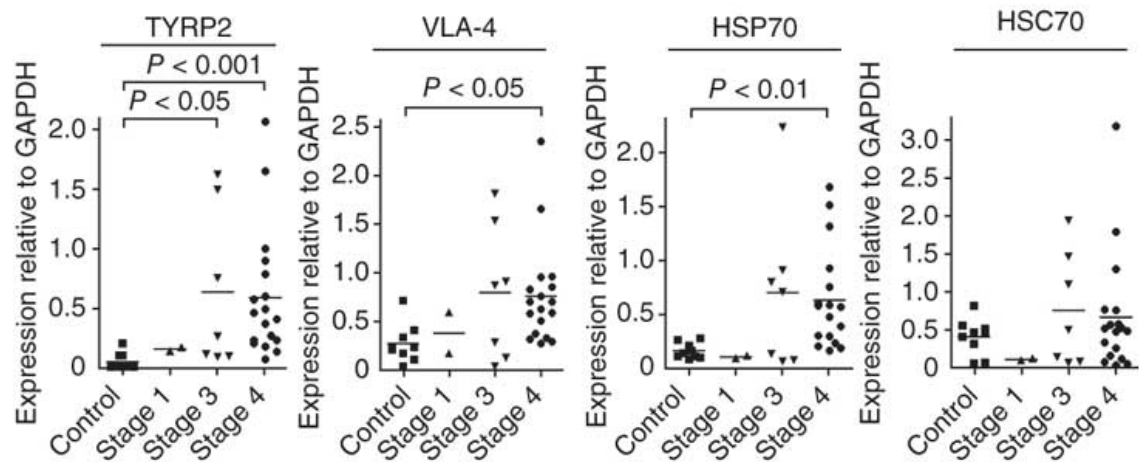 TYRP2
P < 0.001
P < 0.05
Expression relative to GAPDH
2.0
1.5
1.0
0.5
0
Control
Stage 1
Stage 3
Stage 4
VLA-4
P < 0.05
Expression relative to GAPDH
2.5
2.0
1.5
1.0
0.5
0
Control
Stage 1
Stage 3
Stage 4
HSP70
P < 0.01
Expression relative to GAPDH
2.0
1.5
1.0
0.5
0
Control
Stage 1
Stage 3
Stage 4
HSC70
Expression relative to GAPDH
3.0
2.0
1.0
0.5
0
Control
Stage 1
Stage 3
Stage 4